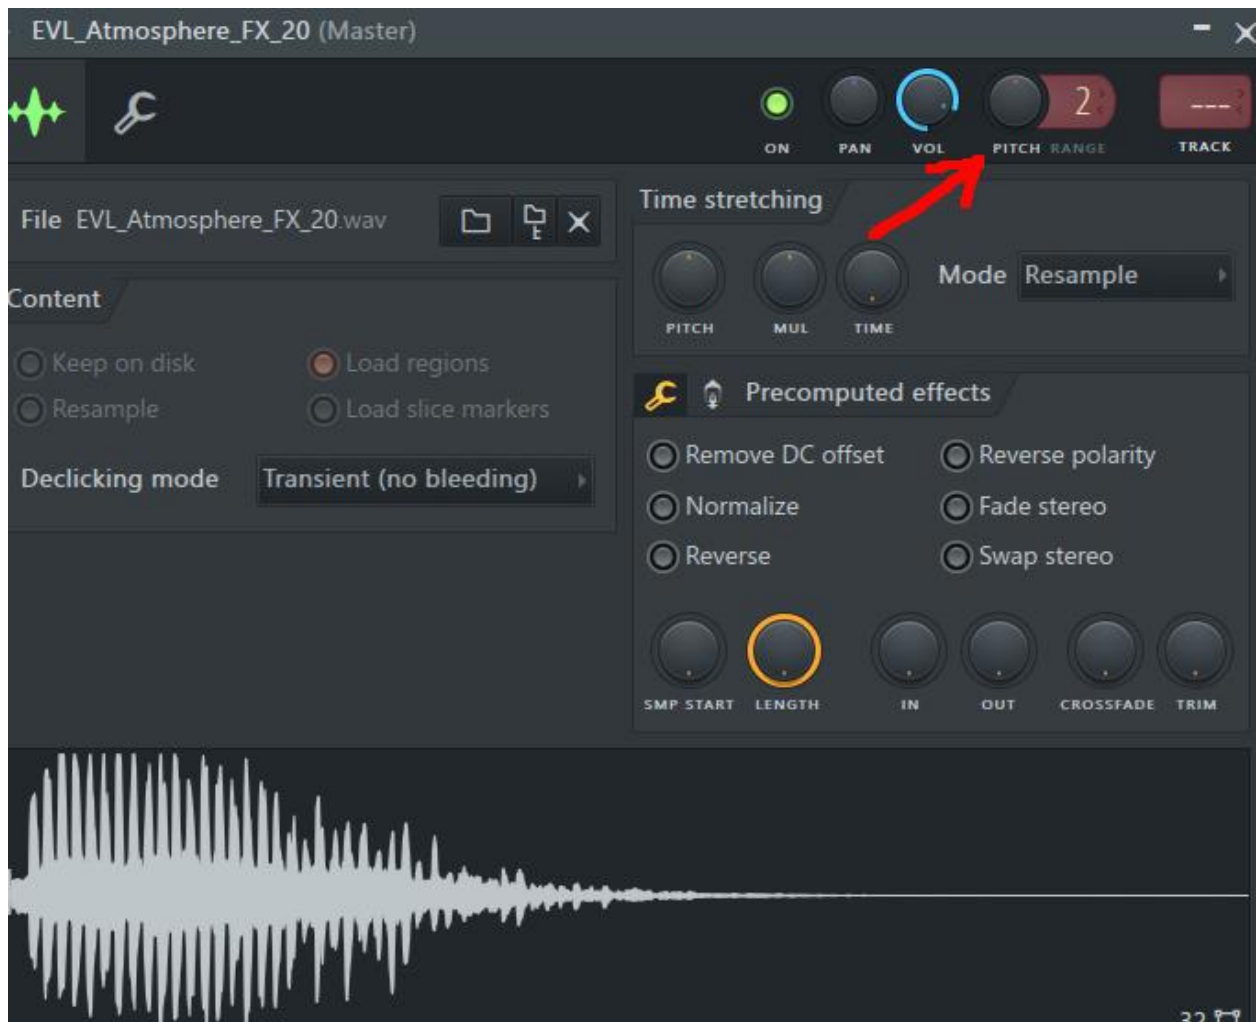 EVL_Atmosphere_FX_20 (Master)
2
---
ON PAN VOL PITCH RANGE TRACK
File EVL_Atmosphere_FX_20.wav
Time stretching
Mode Resample
PITCH MUL TIME
Content
Keep on disk Load regions
Resample Load slice markers
Declicking mode Transient (no bleeding)
Precomputed effects
Remove DC offset Reverse polarity
Normalize Fade stereo
Reverse Swap stereo
SMP START LENGTH IN OUT CROSSFADE TRIM
32